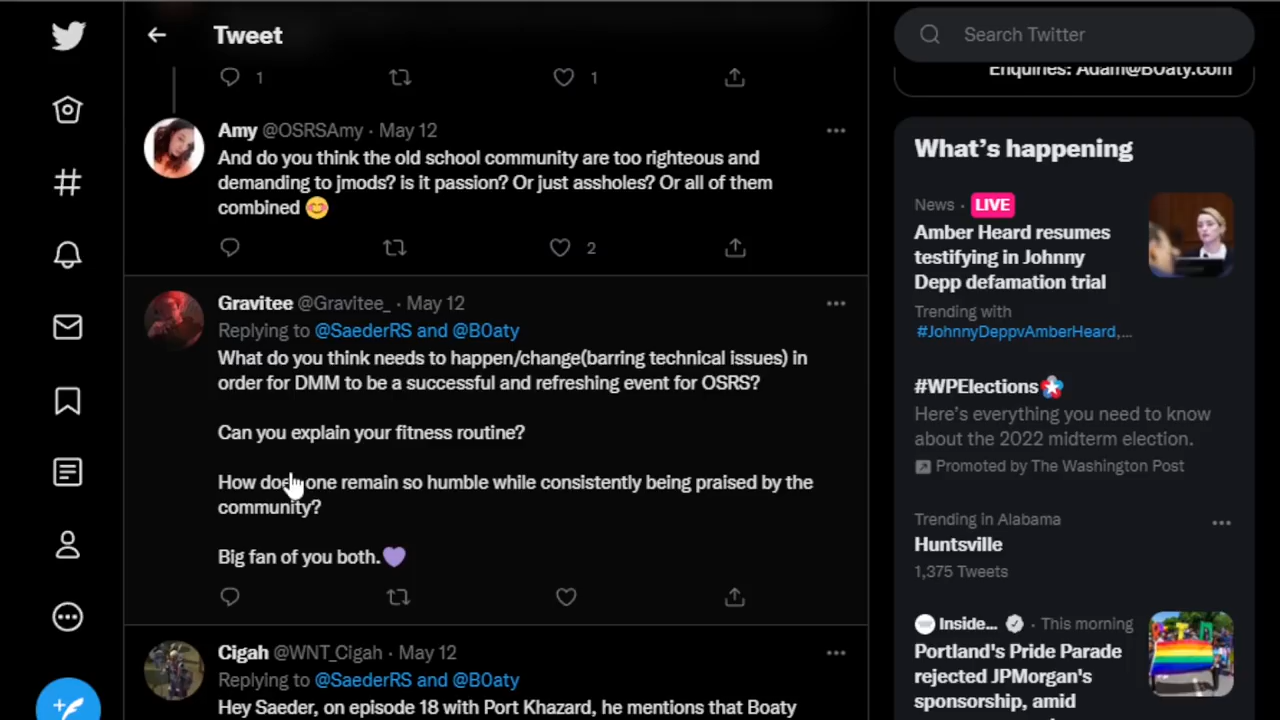 Tweet
1
1
Amy @OSRSAmy · May 12
And do you think the old school community are too righteous and
demanding to jmods? is it passion? Or just assholes? Or all of them
combined 😊
2
Gravitee @Gravitee_ · May 12
Replying to @SaederRS and @B0aty
What do you think needs to happen/change(barring technical issues) in
order for DMM to be a successful and refreshing event for OSRS?
Can you explain your fitness routine?
How does one remain so humble while consistently being praised by the
community?
Big fan of you both.💜
Cigah @WNT_Cigah · May 12
Replying to @SaederRS and @B0aty
Hey Saeder, on episode 18 with Port Khazard, he mentions that Boaty
Search Twitter
Enquiries: Adam@B0aty.com
What's happening
News · LIVE
Amber Heard resumes
testifying in Johnny
Depp defamation trial
Trending with
#JohnnyDeppvAmberHeard,...
#WPElections
Here's everything you need to know
about the 2022 midterm election.
Promoted by The Washington Post
Trending in Alabama
Huntsville
1,375 Tweets
Inside... · This morning
Portland's Pride Parade
rejected JPMorgan's
sponsorship, amid